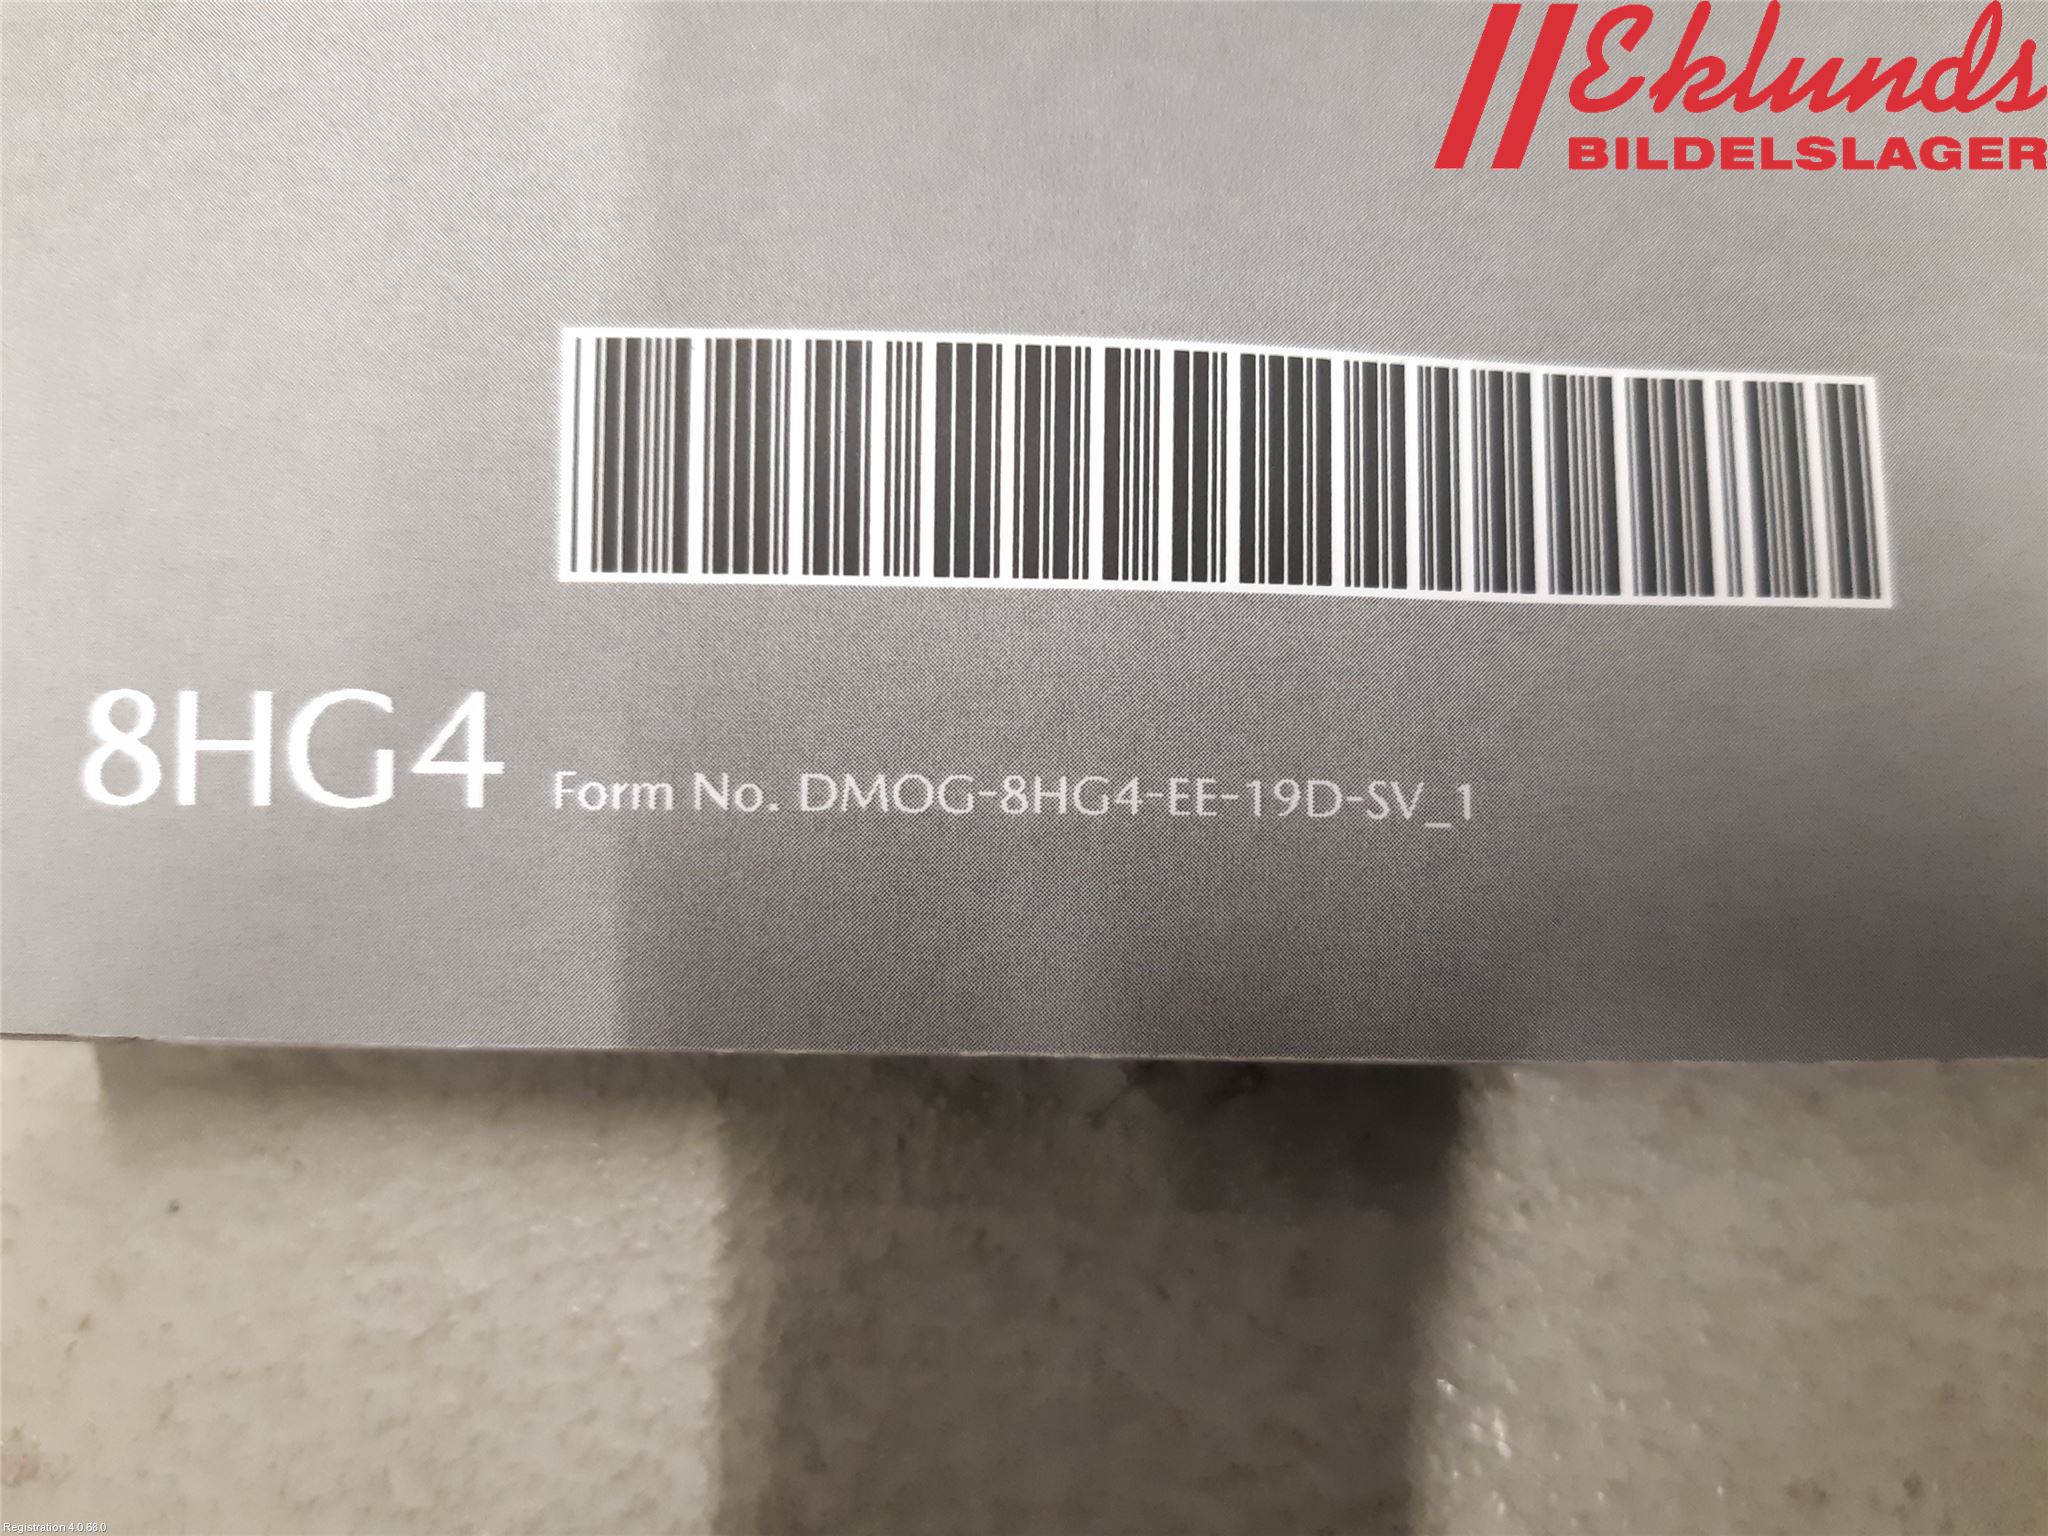 Eklunds
BILDELSLAGER
8HG4 Form No. DMOG-8HG4-EE-19D-SV_1
Registration 4.0.68.0